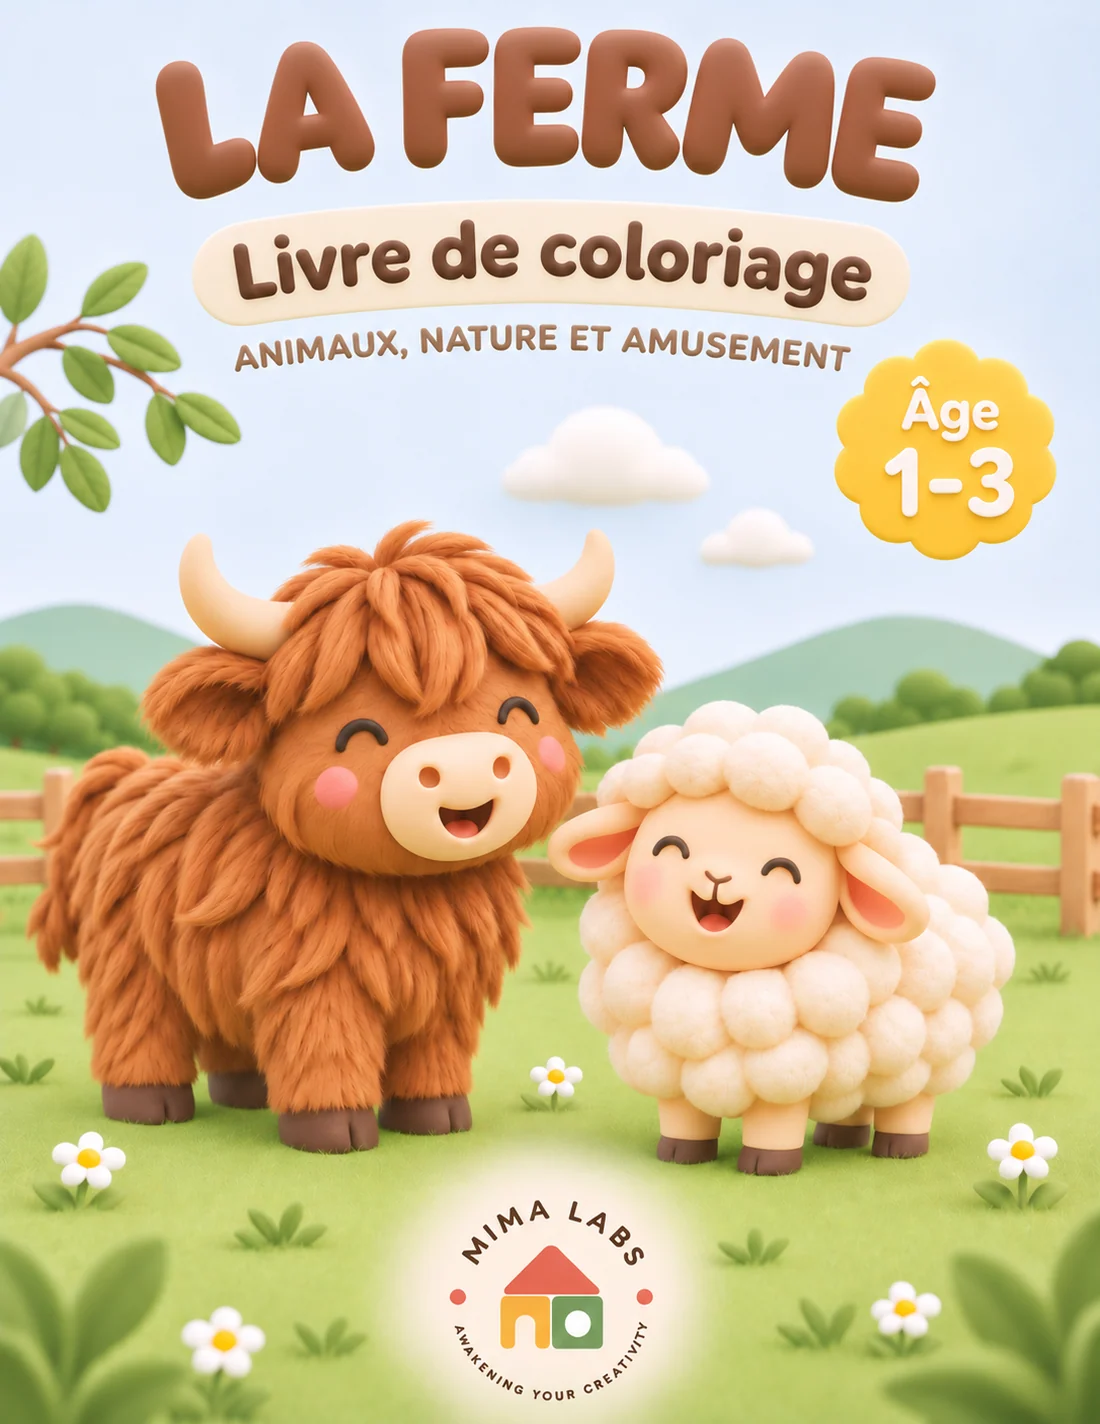 LA FERME
Livre de coloriage
ANIMAUX, NATURE ET AMUSEMENT
Âge
1-3
MIMA LABS
AWAKENING YOUR CREATIVITY